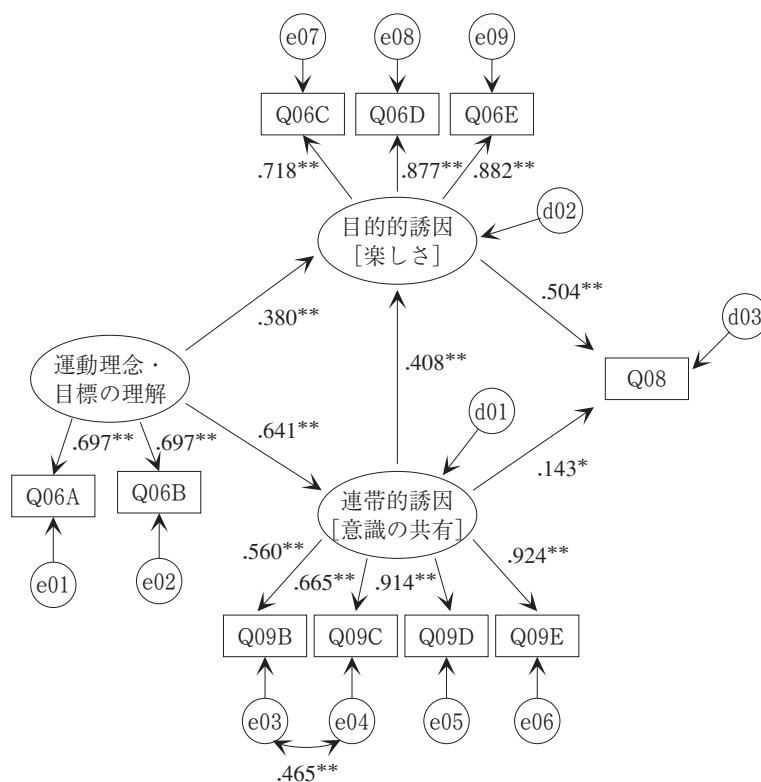 e07
e08
e09
Q06C
Q06D
Q06E
.718**
.877**
.882**
目的的誘因
[楽しさ]
d02
.380**
.504**
運動理念・
目標の理解
.408**
d03
Q08
.697**
.697**
.641**
d01
.143*
Q06A
Q06B
連帯的誘因
[意識の共有]
e01
e02
.560**
.665**
.914**
.924**
Q09B
Q09C
Q09D
Q09E
e03
e04
e05
e06
.465**